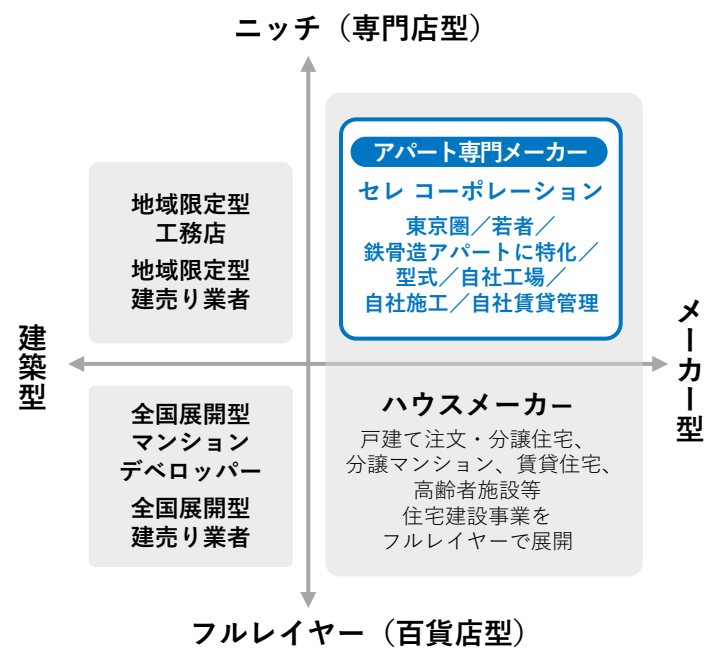 ニッチ（専門店型）
アパート専門メーカー
セレ コーポレーション
東京圏／若者／
鉄骨造アパートに特化／
型式／自社工場／
自社施工／自社賃貸管理
地域限定型
工務店
地域限定型
建売り業者
建築型
メーカー型
全国展開型
マンション
デベロッパー
全国展開型
建売り業者
ハウスメーカー
戸建て注文・分譲住宅、
分譲マンション、賃貸住宅、
高齢者施設等
住宅建設事業を
フルレイヤーで展開
フルレイヤー（百貨店型）